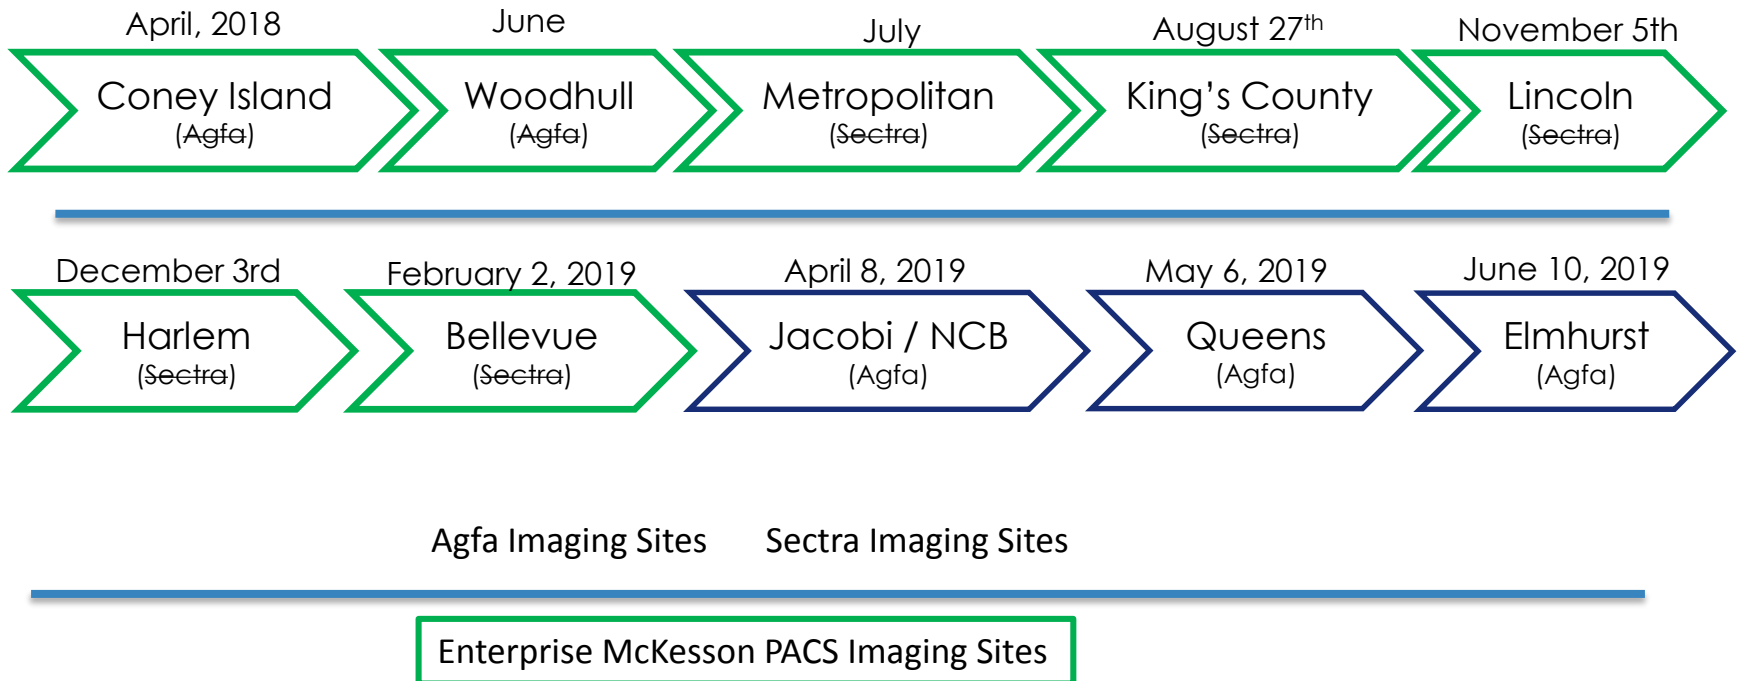 April, 2018
June
July
August 27th
November 5th
Coney Island
(Agfa)
Woodhull
(Agfa)
Metropolitan
(Sectra)
King's County
(Sectra)
Lincoln
(Sectra)
December 3rd
February 2, 2019
April 8, 2019
May 6, 2019
June 10, 2019
Harlem
(Sectra)
Bellevue
(Sectra)
Jacobi / NCB
(Agfa)
Queens
(Agfa)
Elmhurst
(Agfa)
Agfa Imaging Sites
Sectra Imaging Sites
Enterprise McKesson PACS Imaging Sites